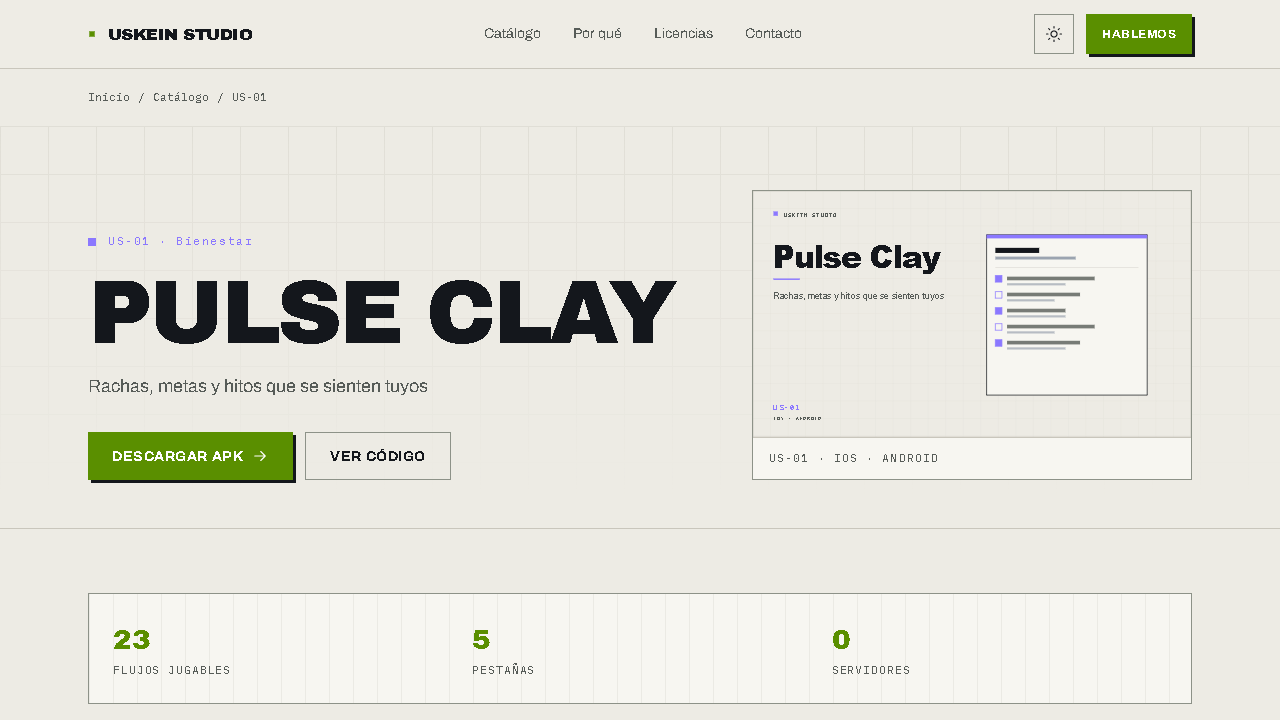 USKEIN STUDIO
Catálogo
Por qué
Licencias
Contacto
HABLEMOS
Inicio / Catálogo / US-01
US-01 · Bienestar
PULSE CLAY
Rachas, metas y hitos que se sienten tuyos
DESCARGAR APK →
VER CÓDIGO
USKEIN STUDIO
Pulse Clay
Rachas, metas y hitos que se sienten tuyos
US-01
IOS · ANDROID
US-01 · IOS · ANDROID
23
FLUJOS JUGABLES
5
PESTAÑAS
0
SERVIDORES